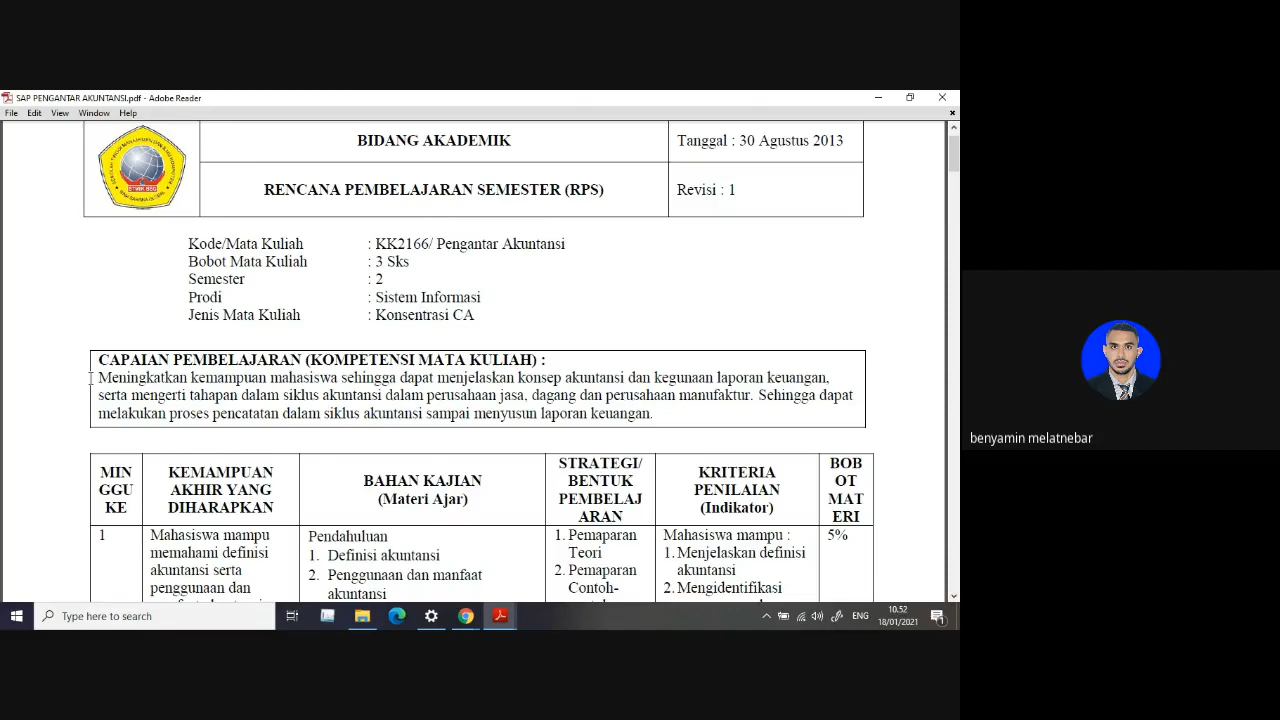 SAP PENGANTAR AKUNTANSI.pdf - Adobe Reader
File Edit View Window Help
BIDANG AKADEMIK
Tanggal : 30 Agustus 2013
RENCANA PEMBELAJARAN SEMESTER (RPS)
Revisi : 1
STMIK BSG
Kode/Mata Kuliah : KK2166/ Pengantar Akuntansi
Bobot Mata Kuliah : 3 Sks
Semester : 2
Prodi : Sistem Informasi
Jenis Mata Kuliah : Konsentrasi CA
CAPAIAN PEMBELAJARAN (KOMPETENSI MATA KULIAH) :
Meningkatkan kemampuan mahasiswa sehingga dapat menjelaskan konsep akuntansi dan kegunaan laporan keuangan,
serta mengerti tahapan dalam siklus akuntansi dalam perusahaan jasa, dagang dan perusahaan manufaktur. Sehingga dapat
melakukan proses pencatatan dalam siklus akuntansi sampai menyusun laporan keuangan.
MIN
GGU
KE
KEMAMPUAN
AKHIR YANG
DIHARAPKAN
BAHAN KAJIAN
(Materi Ajar)
STRATEGI/
BENTUK
PEMBELAJ
ARAN
KRITERIA
PENILAIAN
(Indikator)
BOB
OT
MAT
ERI
1
Mahasiswa mampu
memahami definisi
akuntansi serta
penggunaan dan
Pendahuluan
1. Definisi akuntansi
2. Penggunaan dan manfaat
akuntansi
1. Pemaparan
Teori
2. Pemaparan
Contoh-
Mahasiswa mampu :
1. Menjelaskan definisi
akuntansi
2. Mengidentifikasi
5%
Type here to search
ENG
10.52
18/01/2021
benyamin melatnebar